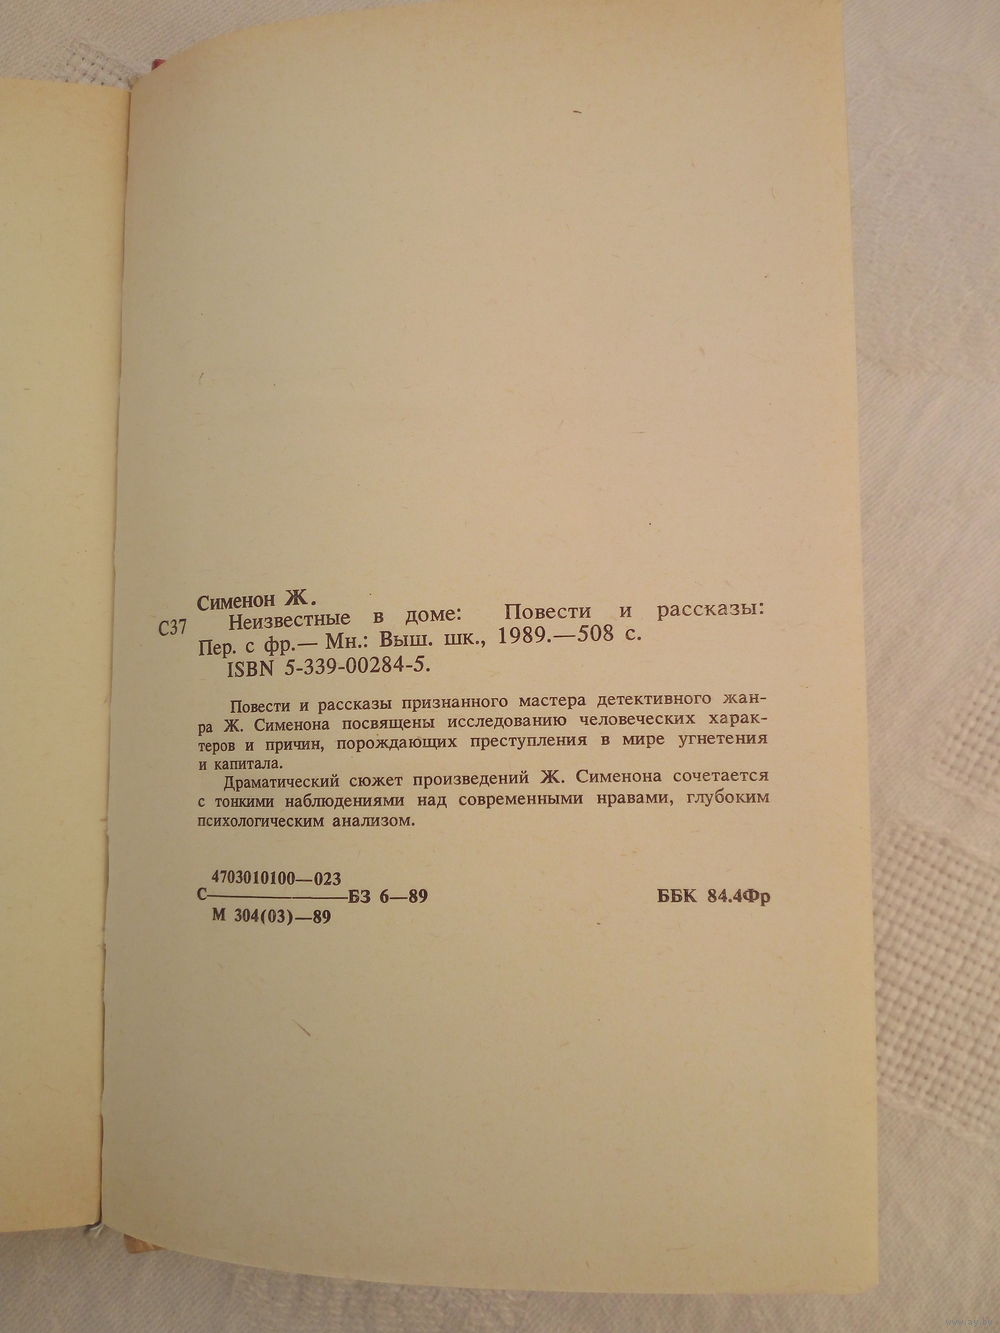 Сименон Ж.
С37 Неизвестные в доме: Повести и рассказы:
Пер. с фр.— Мн.: Выш. шк., 1989.—508 с.
ISBN 5-339-00284-5.
Повести и рассказы признанного мастера детективного жан-
ра Ж. Сименона посвящены исследованию человеческих харак-
теров и причин, порождающих преступления в мире угнетения
и капитала.
Драматический сюжет произведений Ж. Сименона сочетается
с тонкими наблюдениями над современными нравами, глубоким
психологическим анализом.
4703010100—023
С————————БЗ 6—89 ББК 84.4Фр
М 304(03)—89
www.ay.by